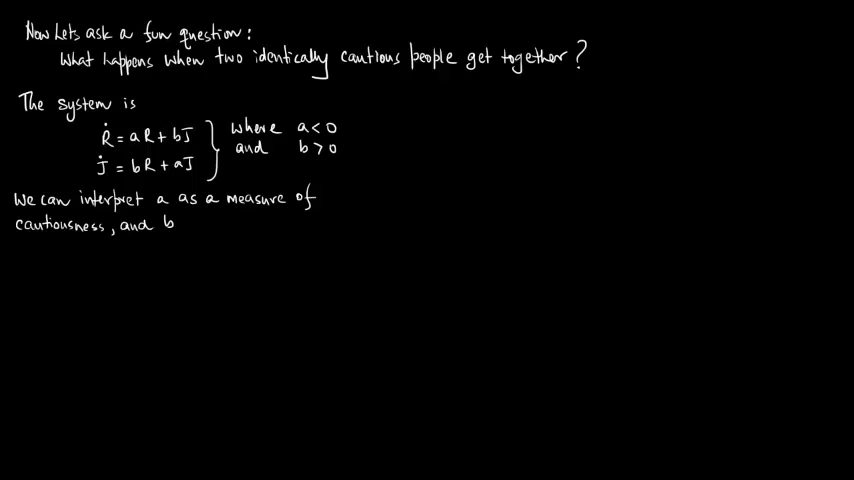 Now Lets ask a fun question:
What happens when two identically cautious people get together?
The system is
Ṙ = aR + bJ
where a < 0
J̇ = bR + aJ
and b > 0
We can interpret a as a measure of
cautiousness, and b